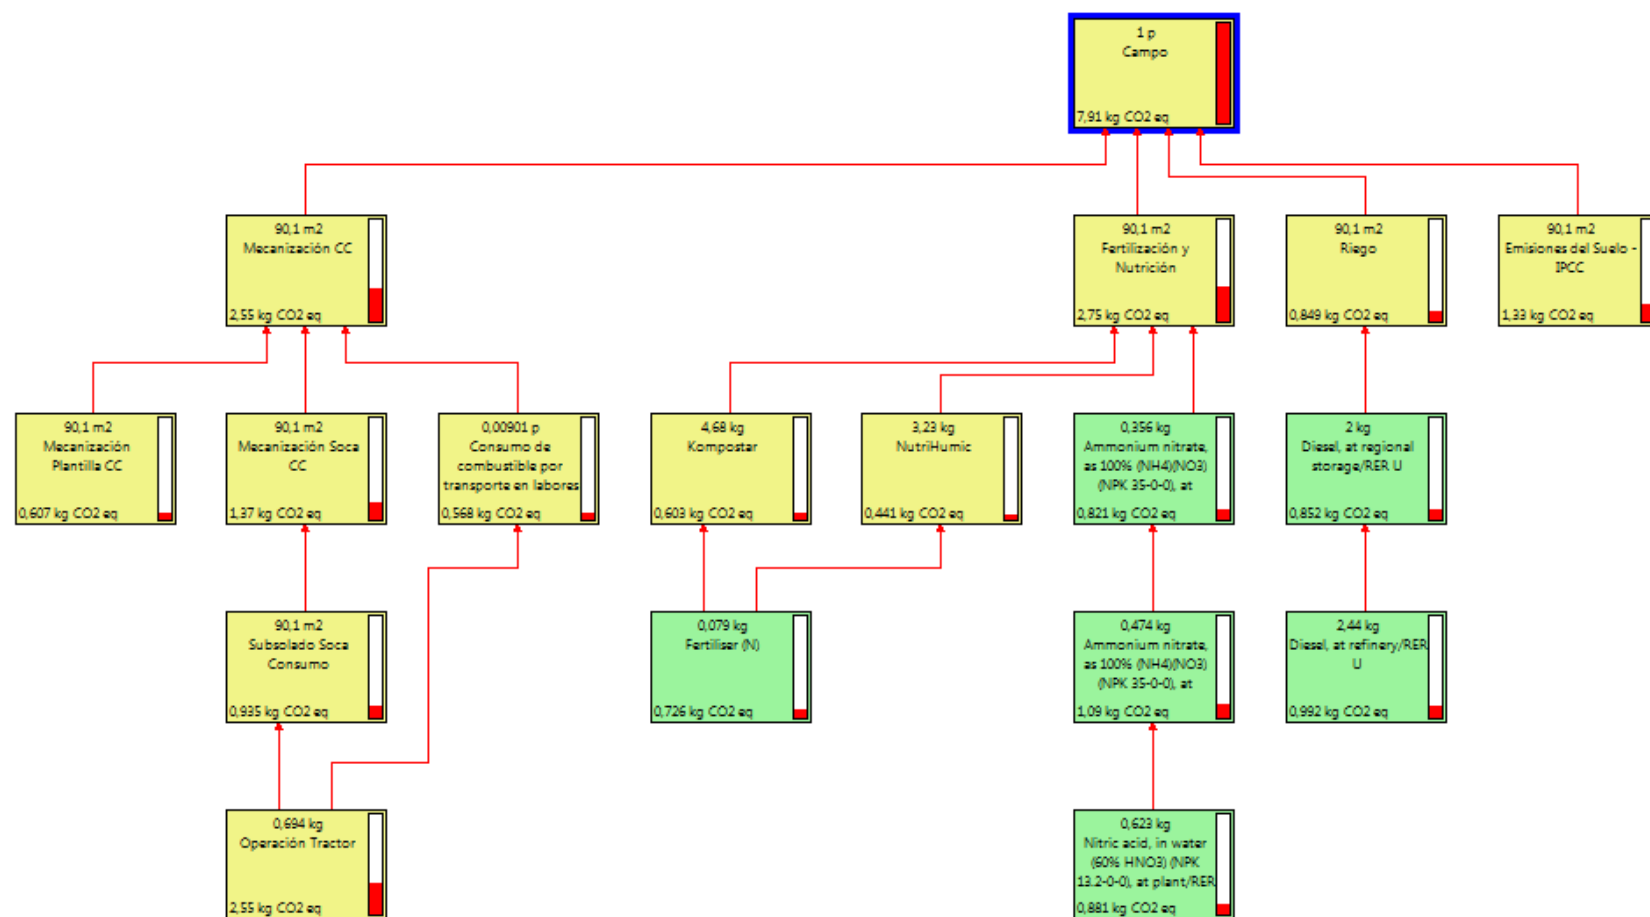 1 p
Campo
7,91 kg CO2 eq
90,1 m2
Mecanización CC
2,55 kg CO2 eq
90,1 m2
Fertilización y
Nutrición
2,75 kg CO2 eq
90,1 m2
Riego
0,849 kg CO2 eq
90,1 m2
Emisiones del Suelo -
IPCC
1,33 kg CO2 eq
90,1 m2
Mecanización
Plantilla CC
0,607 kg CO2 eq
90,1 m2
Mecanización Soca
CC
1,37 kg CO2 eq
0,00901 p
Consumo de
combustible por
transporte en labores
0,568 kg CO2 eq
4,68 kg
Kompostar
0,603 kg CO2 eq
3,23 kg
NutriHumic
0,441 kg CO2 eq
0,356 kg
Ammonium nitrate,
as 100% (NH4)(NO3)
(NPK 35-0-0), at
0,821 kg CO2 eq
2 kg
Diesel, at regional
storage/RER U
0,852 kg CO2 eq
90,1 m2
Subsolado Soca
Consumo
0,935 kg CO2 eq
0,079 kg
Fertiliser (N)
0,726 kg CO2 eq
0,474 kg
Ammonium nitrate,
as 100% (NH4)(NO3)
(NPK 35-0-0), at
1,09 kg CO2 eq
2,44 kg
Diesel, at refinery/RER
U
0,992 kg CO2 eq
0,694 kg
Operación Tractor
2,55 kg CO2 eq
0,623 kg
Nitric acid, in water
(60% HNO3) (NPK
13.2-0-0), at plant/RER
0,881 kg CO2 eq